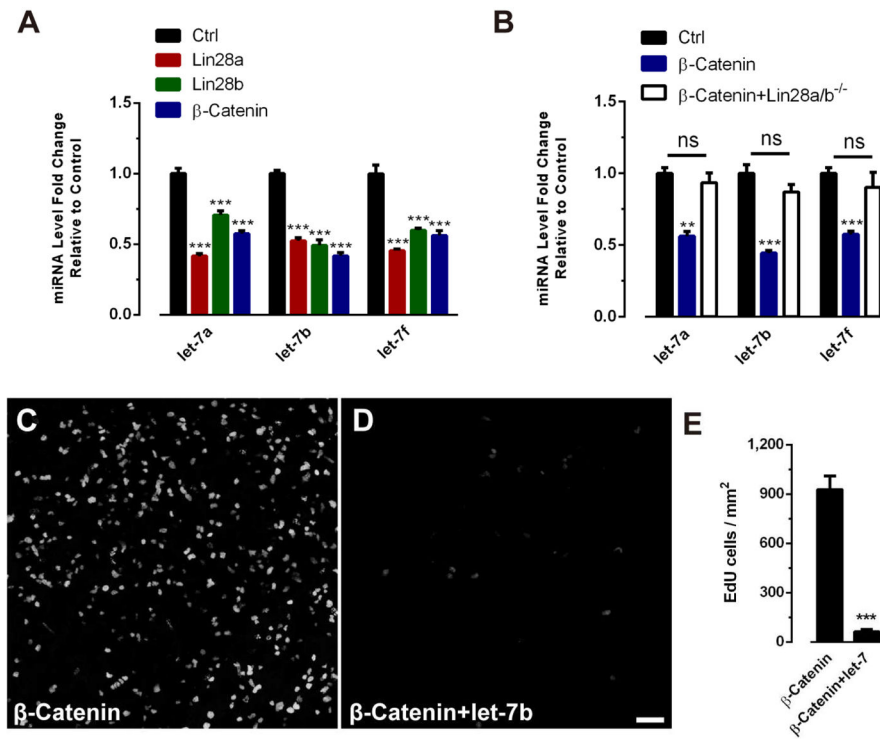 A
Ctrl
Lin28a
Lin28b
β-Catenin
miRNA Level Fold Change
Relative to Control
1.5
1.0
0.5
0.0
***
***
***
***
***
***
***
***
***
let-7a
let-7b
let-7f
B
Ctrl
β-Catenin
β-Catenin+Lin28a/b-/-
miRNA Level Fold Change
Relative to Control
1.5
1.0
0.5
0.0
ns
ns
ns
**
***
***
let-7a
let-7b
let-7f
C
β-Catenin
D
β-Catenin+let-7b
E
EdU cells / mm2
1,200
900
600
300
0
***
β-Catenin
β-Catenin+let-7